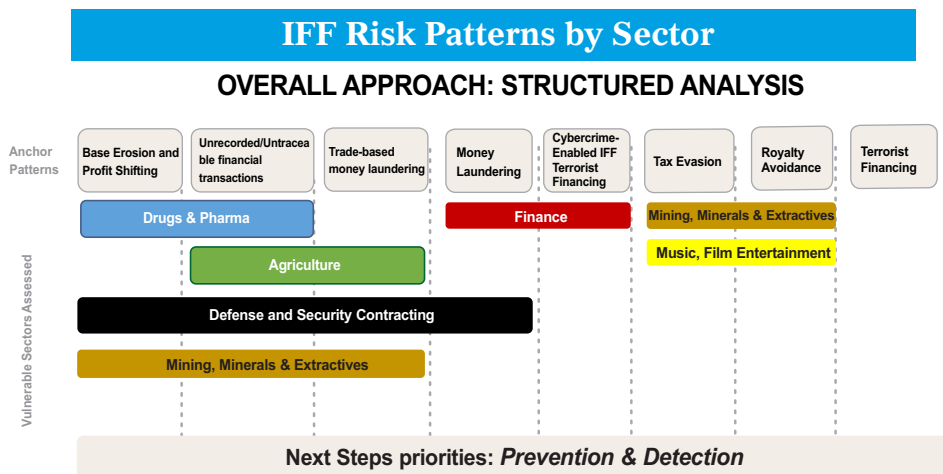 IFF Risk Patterns by Sector
OVERALL APPROACH: STRUCTURED ANALYSIS
Anchor
Patterns
Base Erosion and
Profit Shifting
Unrecorded/Untracea
ble financial
transactions
Trade-based
money laundering
Money
Laundering
Cybercrime-
Enabled IFF
Terrorist
Financing
Tax Evasion
Royalty
Avoidance
Terrorist
Financing
Vulnerable Sectors Assessed
Drugs & Pharma
Finance
Mining, Minerals & Extractives
Agriculture
Music, Film Entertainment
Defense and Security Contracting
Mining, Minerals & Extractives
Next Steps priorities: Prevention & Detection